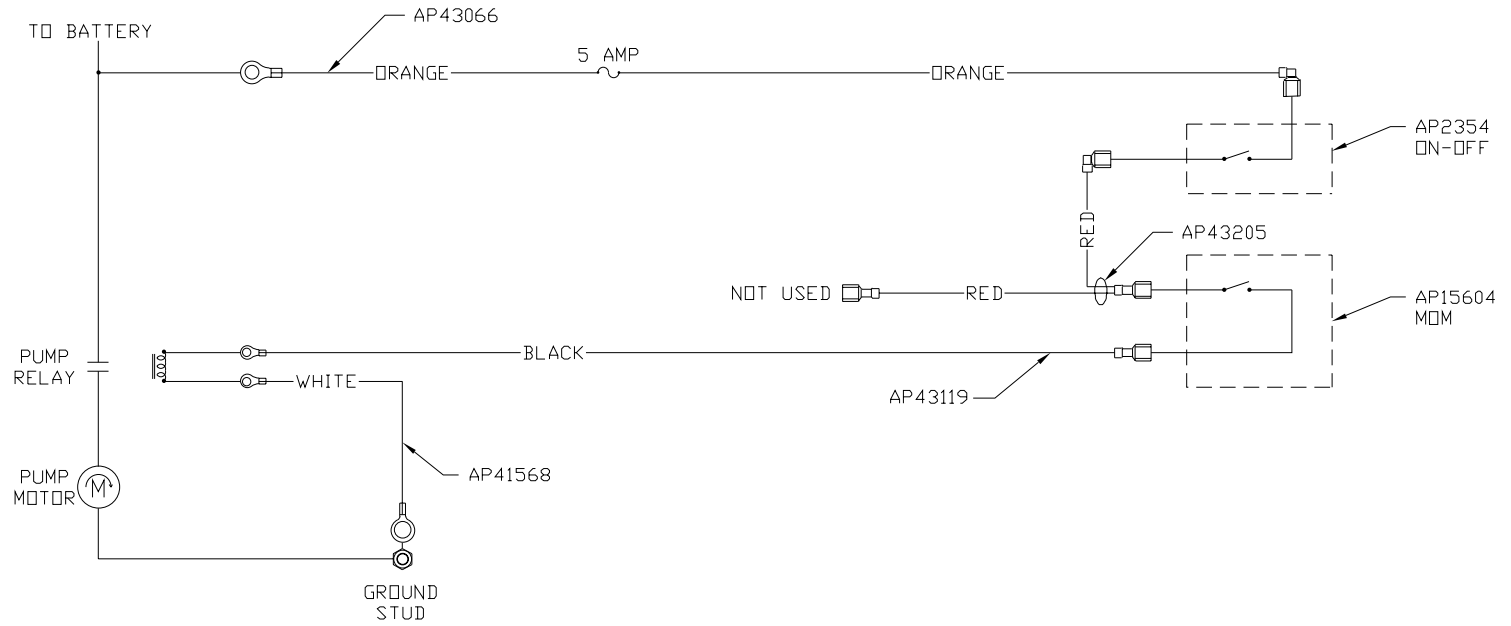 AP43066
TO BATTERY
5 AMP
ORANGE
ORANGE
AP2354
ON-OFF
RED
AP43205
NOT USED
RED
AP15604
MOM
PUMP
RELAY
BLACK
WHITE
AP43119
PUMP
MOTOR
M
AP41568
GROUND
STUD